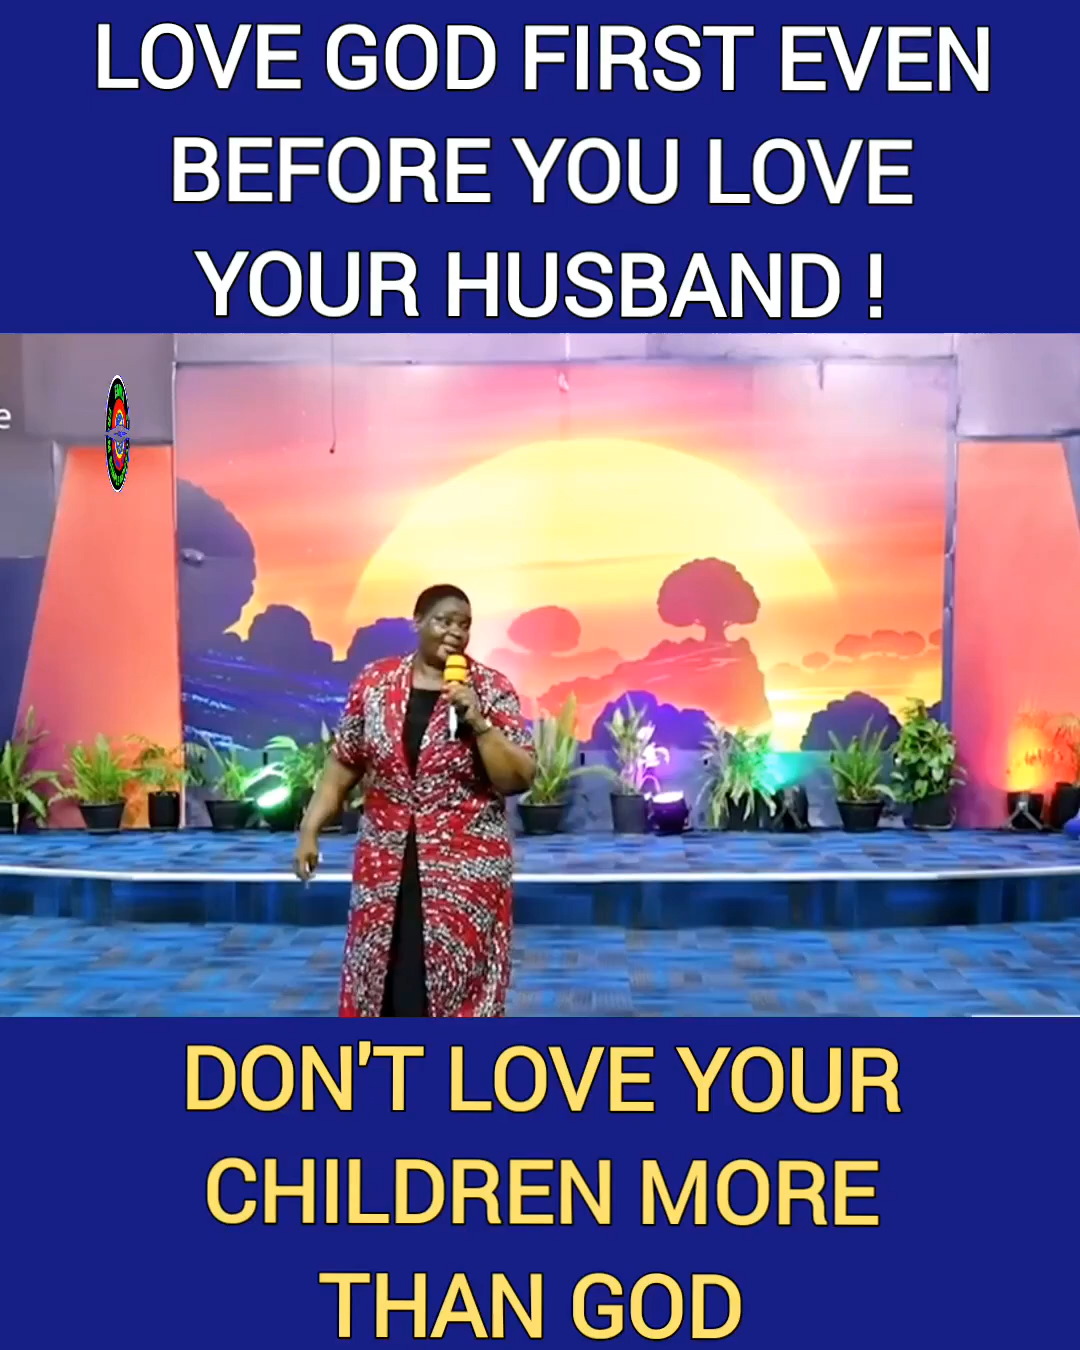 LOVE GOD FIRST EVEN
BEFORE YOU LOVE
YOUR HUSBAND !
e
DON'T LOVE YOUR
CHILDREN MORE
THAN GOD